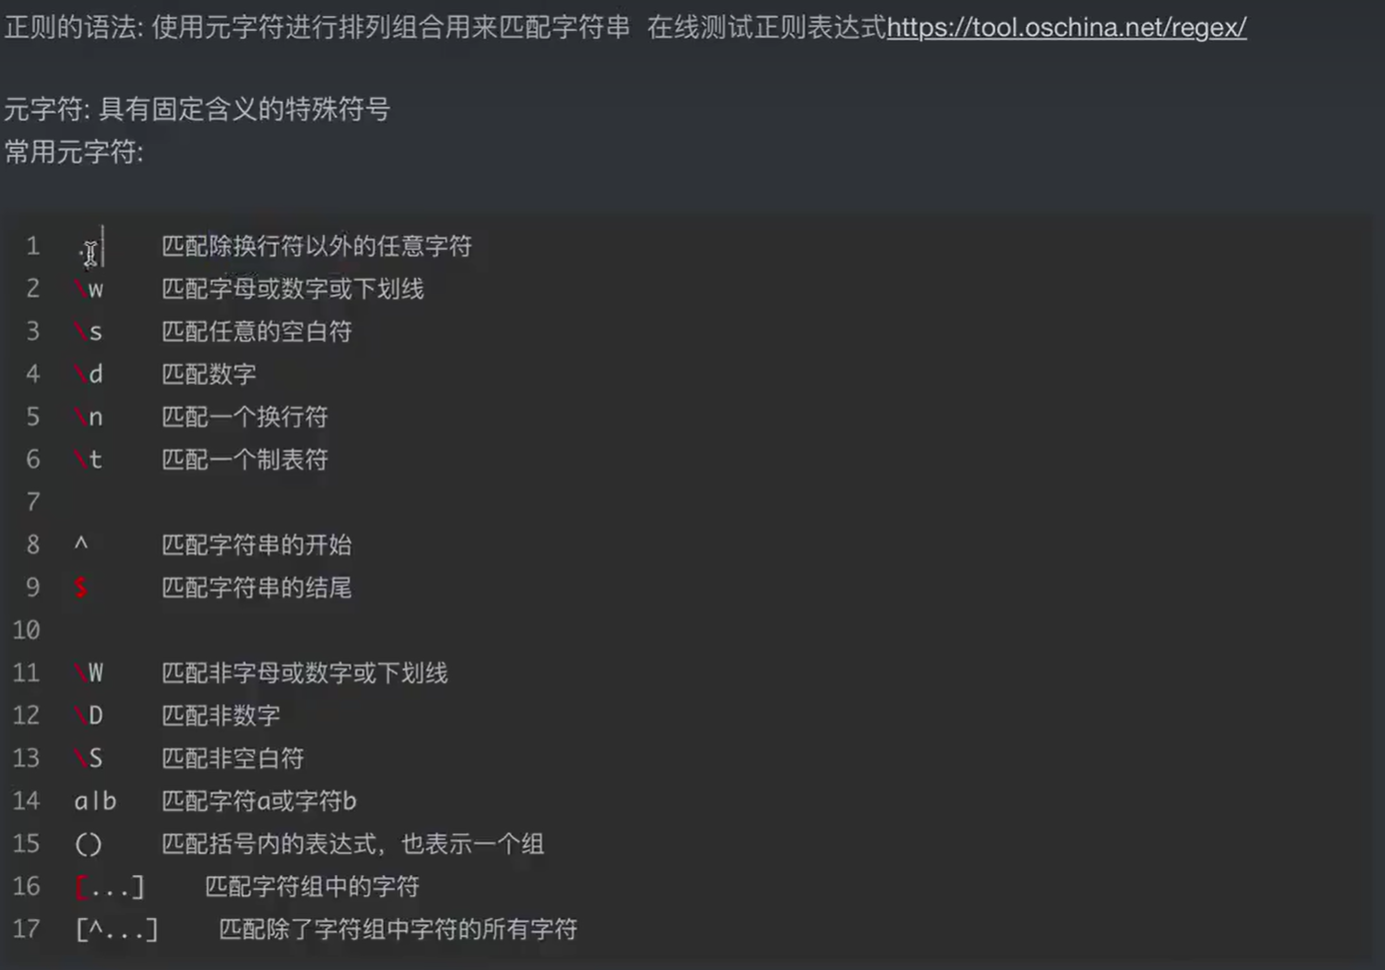 正则的语法: 使用元字符进行排列组合用来匹配字符串 在线测试正则表达式https://tool.oschina.net/regex/
元字符: 具有固定含义的特殊符号
常用元字符:
1 . 匹配除换行符以外的任意字符
2 \w 匹配字母或数字或下划线
3 \s 匹配任意的空白符
4 \d 匹配数字
5 \n 匹配一个换行符
6 \t 匹配一个制表符
7
8 ^ 匹配字符串的开始
9 $ 匹配字符串的结尾
10
11 \W 匹配非字母或数字或下划线
12 \D 匹配非数字
13 \S 匹配非空白符
14 a|b 匹配字符a或字符b
15 () 匹配括号内的表达式，也表示一个组
16 [...] 匹配字符组中的字符
17 [^...] 匹配除了字符组中字符的所有字符